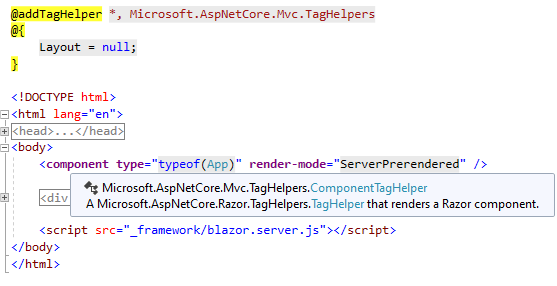 @addTagHelper *, Microsoft.AspNetCore.Mvc.TagHelpers
@{
Layout = null;
}
<!DOCTYPE html>
<html lang="en">
<head>...</head>
<body>
<component type="typeof(App)" render-mode="ServerPrerendered" />
Microsoft.AspNetCore.Mvc.TagHelpers.ComponentTagHelper
<div
A Microsoft.AspNetCore.Razor.TagHelpers.TagHelper that renders a Razor component.
<script src="_framework/blazor.server.js"></script>
</body>
</html>